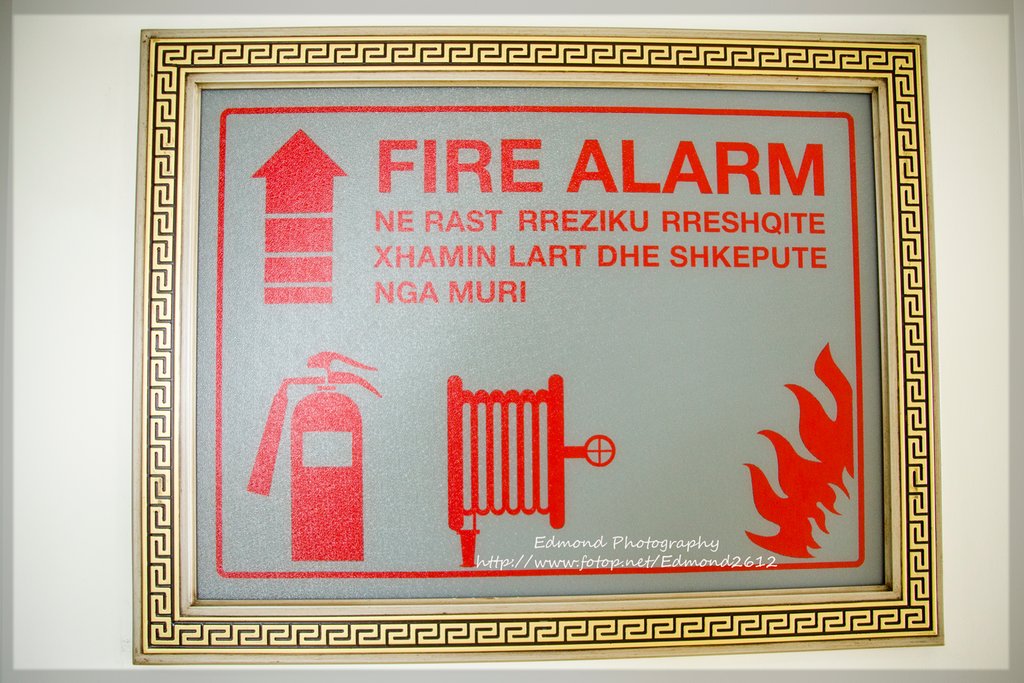 FIRE ALARM
NE RAST RREZIKU RRESHQITE
XHAMIN LART DHE SHKEPUTE
NGA MURI
Edmond Photography
http://www.fotop.net/Edmond2612